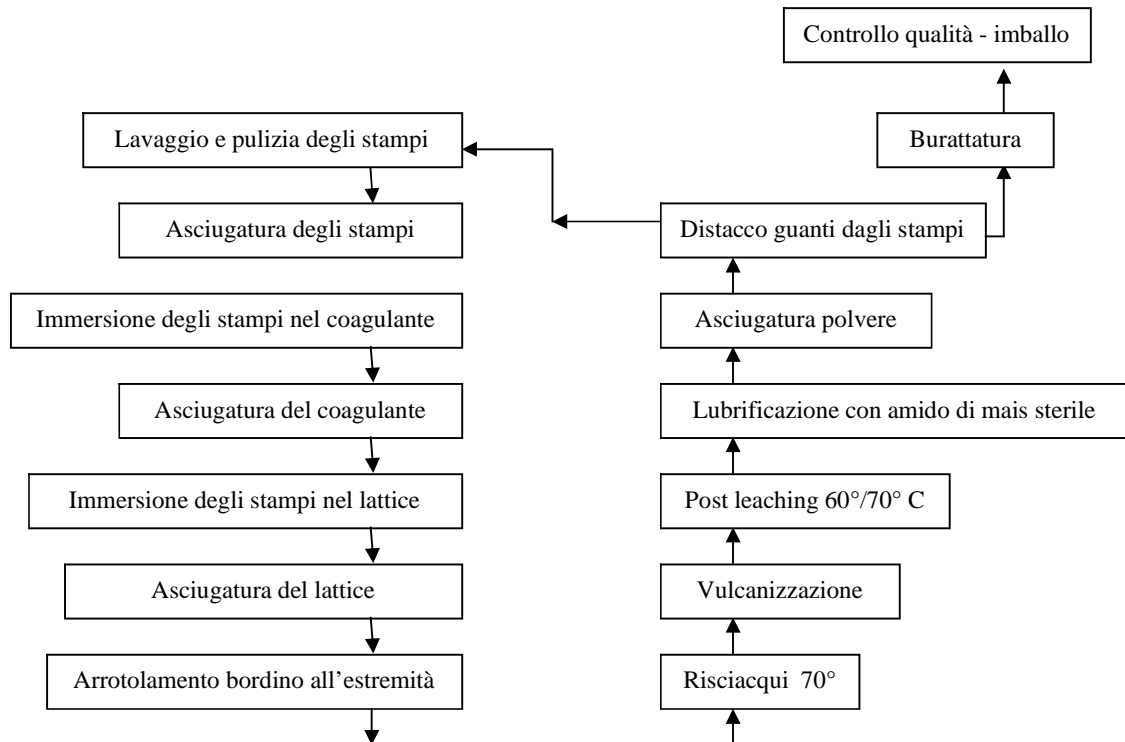 Controllo qualità - imballo
Lavaggio e pulizia degli stampi
Burattatura
Asciugatura degli stampi
Distacco guanti dagli stampi
Immersione degli stampi nel coagulante
Asciugatura polvere
Asciugatura del coagulante
Lubrificazione con amido di mais sterile
Immersione degli stampi nel lattice
Post leaching 60°/70° C
Asciugatura del lattice
Vulcanizzazione
Arrotolamento bordino all'estremità
Risciacqui 70°